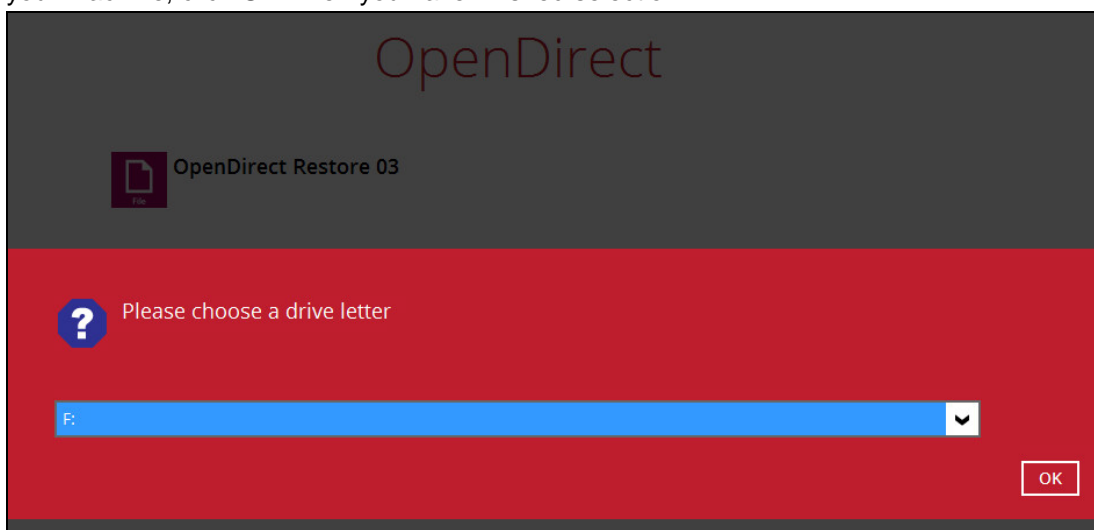 OpenDirect
OpenDirect Restore 03
File
Please choose a drive letter
F:
OK